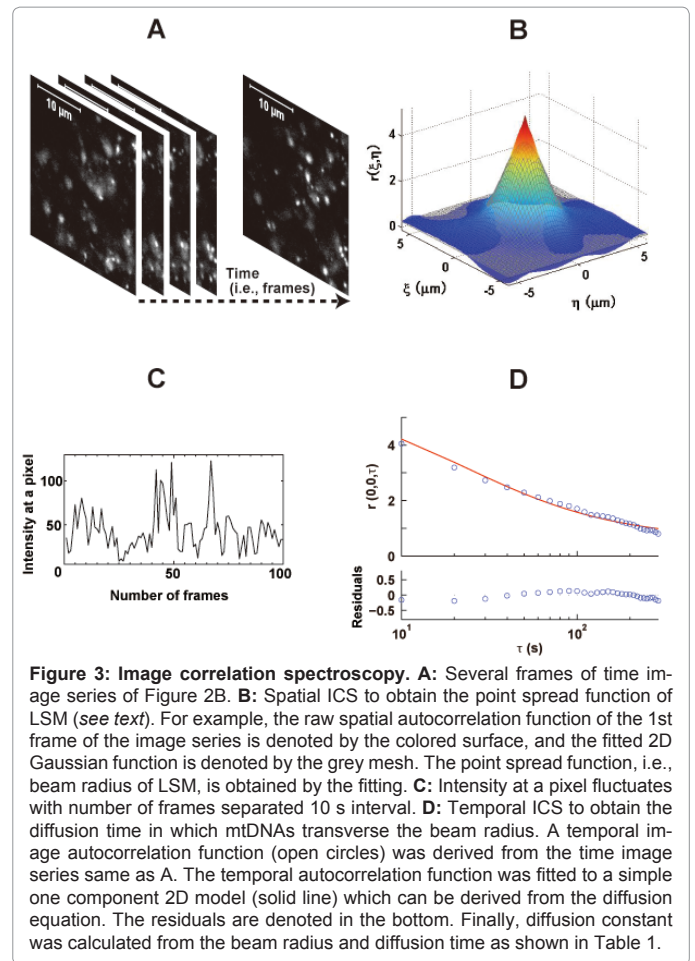 A
B
10 μm
10 μm
Time
(i.e., frames)
r(ξ,η)
4
2
0
5
0
-5
ξ (μm)
-5
0
5
η (μm)
C
D
Intensity at a pixel
100
50
0
50
100
Number of frames
r (0,0,τ)
4
2
0
Residuals
0.5
−0.5
10¹
10²
τ (s)
Figure 3: Image correlation spectroscopy. A: Several frames of time im-
age series of Figure 2B. B: Spatial ICS to obtain the point spread function of
LSM (see text). For example, the raw spatial autocorrelation function of the 1st
frame of the image series is denoted by the colored surface, and the fitted 2D
Gaussian function is denoted by the grey mesh. The point spread function, i.e.,
beam radius of LSM, is obtained by the fitting. C: Intensity at a pixel fluctuates
with number of frames separated 10 s interval. D: Temporal ICS to obtain the
diffusion time in which mtDNAs transverse the beam radius. A temporal im-
age autocorrelation function (open circles) was derived from the time image
series same as A. The temporal autocorrelation function was fitted to a simple
one component 2D model (solid line) which can be derived from the diffusion
equation. The residuals are denoted in the bottom. Finally, diffusion constant
was calculated from the beam radius and diffusion time as shown in Table 1.